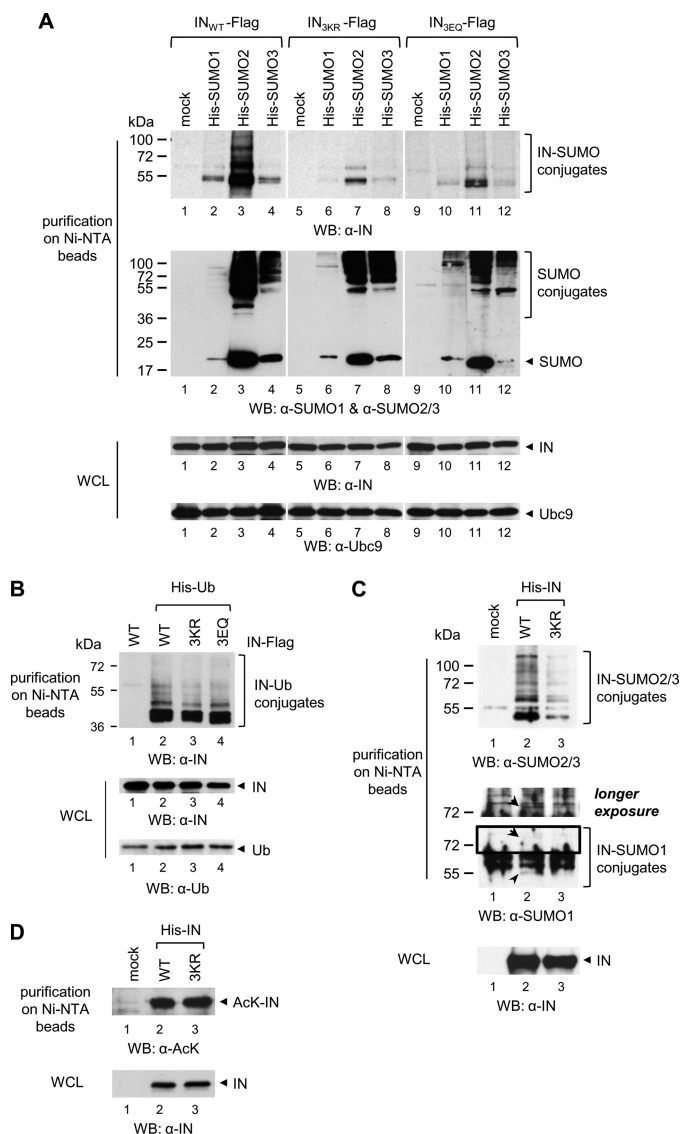 A
IN WT -Flag IN 3KR -Flag IN 3EQ -Flag
mock His-SUMO1 His-SUMO2 His-SUMO3 mock His-SUMO1 His-SUMO2 His-SUMO3 mock His-SUMO1 His-SUMO2 His-SUMO3
kDa
100
72
55
IN-SUMO
conjugates
1 2 3 4 5 6 7 8 9 10 11 12
WB: α-IN
purification
on Ni-NTA
beads
100
72
55
36
25
17
SUMO
conjugates
SUMO
1 2 3 4 5 6 7 8 9 10 11 12
WB: α-SUMO1 & α-SUMO2/3
WCL
IN
1 2 3 4 5 6 7 8 9 10 11 12
WB: α-IN
Ubc9
1 2 3 4 5 6 7 8 9 10 11 12
WB: α-Ubc9
B
His-Ub
WT WT 3KR 3EQ IN-Flag
kDa
72
55
36
purification
on Ni-NTA
beads
IN-Ub
conjugates
1 2 3 4
WB: α-IN
WCL
IN
1 2 3 4
WB: α-IN
Ub
1 2 3 4
WB: α-Ub
C
His-IN
mock WT 3KR
kDa
100
72
55
IN-SUMO2/3
conjugates
1 2 3
WB: α-SUMO2/3
purification
on Ni-NTA
beads
72
longer
exposure
72
55
IN-SUMO1
conjugates
1 2 3
WB: α-SUMO1
WCL
IN
1 2 3
WB: α-IN
D
His-IN
mock WT 3KR
purification
on Ni-NTA
beads
AcK-IN
1 2 3
WB: α-AcK
WCL
IN
1 2 3
WB: α-IN